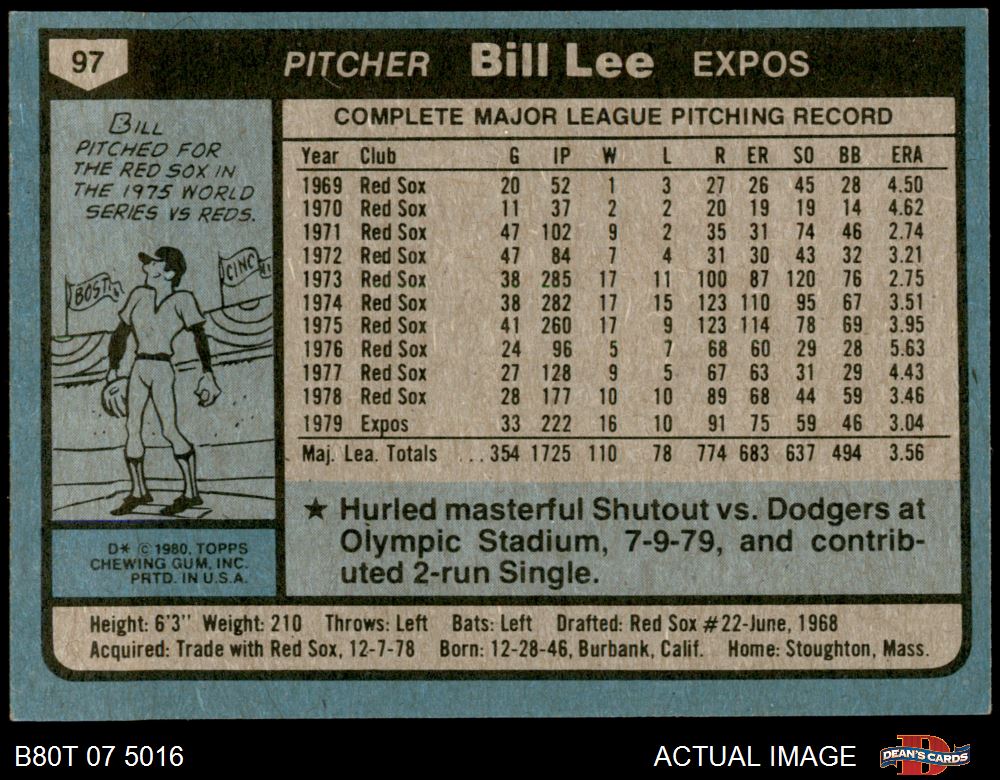 97
PITCHER Bill Lee EXPOS
BILL
PITCHED FOR
THE RED SOX IN
THE 1975 WORLD
SERIES VS REDS.
BOST
CINC
COMPLETE MAJOR LEAGUE PITCHING RECORD
Year Club G IP W L R ER SO BB ERA
1969 Red Sox 20 52 1 3 27 26 45 28 4.50
1970 Red Sox 11 37 2 2 20 19 19 14 4.62
1971 Red Sox 47 102 9 2 35 31 74 46 2.74
1972 Red Sox 47 84 7 4 31 30 43 32 3.21
1973 Red Sox 38 285 17 11 100 87 120 76 2.75
1974 Red Sox 38 282 17 15 123 110 95 67 3.51
1975 Red Sox 41 260 17 9 123 114 78 69 3.95
1976 Red Sox 24 96 5 7 68 60 29 28 5.63
1977 Red Sox 27 128 9 5 67 63 31 29 4.43
1978 Red Sox 28 177 10 10 89 68 44 59 3.46
1979 Expos 33 222 16 10 91 75 59 46 3.04
Maj. Lea. Totals ...354 1725 110 78 774 683 637 494 3.56
★ Hurled masterful Shutout vs. Dodgers at
Olympic Stadium, 7-9-79, and contrib-
uted 2-run Single.
D* © 1980, TOPPS
CHEWING GUM, INC.
PRTD. IN U.S.A.
Height: 6'3" Weight: 210 Throws: Left Bats: Left Drafted: Red Sox #22-June, 1968
Acquired: Trade with Red Sox, 12-7-78 Born: 12-28-46, Burbank, Calif. Home: Stoughton, Mass.
B80T 07 5016
ACTUAL IMAGE
DEAN'S CARDS